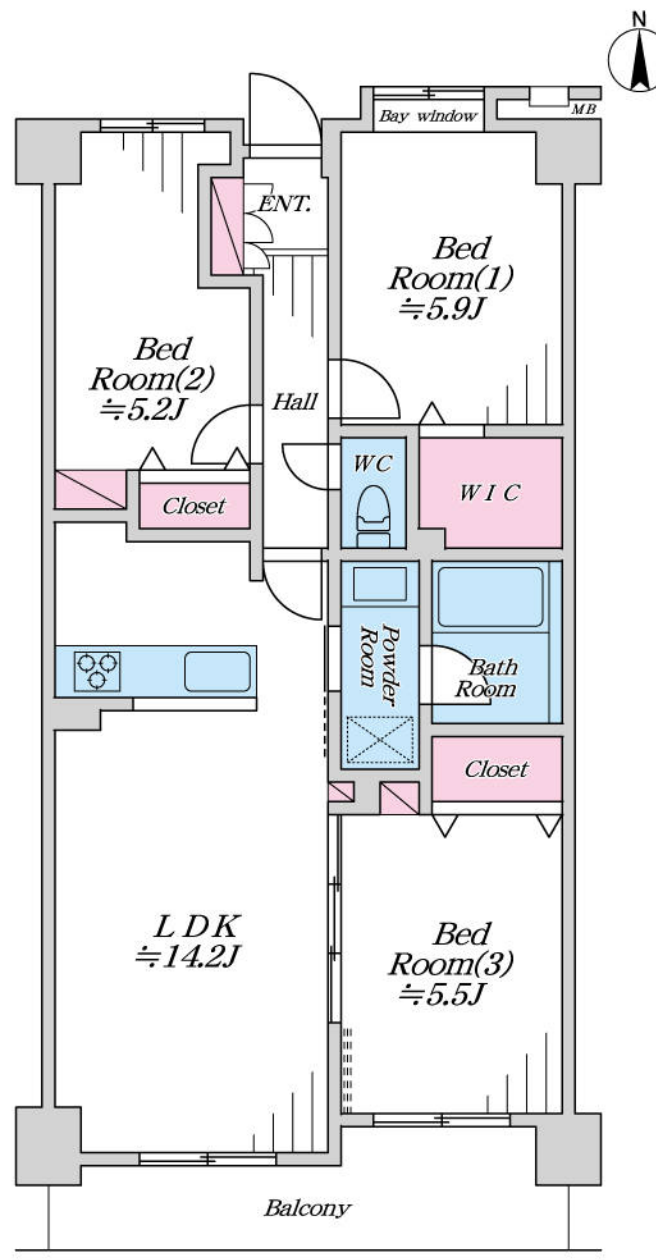 N
Bay window
MB
ENT.
Bed
Room(1)
≒5.9J
Bed
Room(2)
≒5.2J
Hall
WC
WIC
Closet
Powder
Room
Bath
Room
Closet
LDK
≒14.2J
Bed
Room(3)
≒5.5J
Balcony